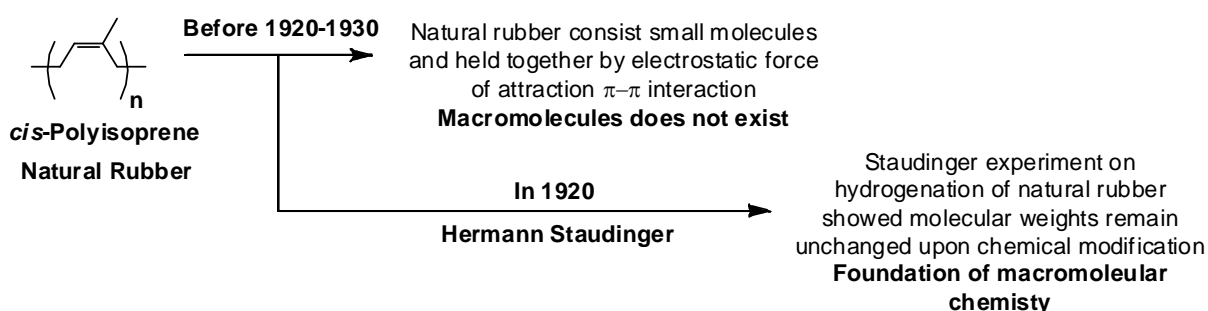 Before 1920-1930
Natural rubber consist small molecules
and held together by electrostatic force
of attraction π–π interaction
Macromolecules does not exist
n
cis-Polyisoprene
Natural Rubber
In 1920
Hermann Staudinger
Staudinger experiment on
hydrogenation of natural rubber
showed molecular weights remain
unchanged upon chemical modification
Foundation of macromoleular
chemisty